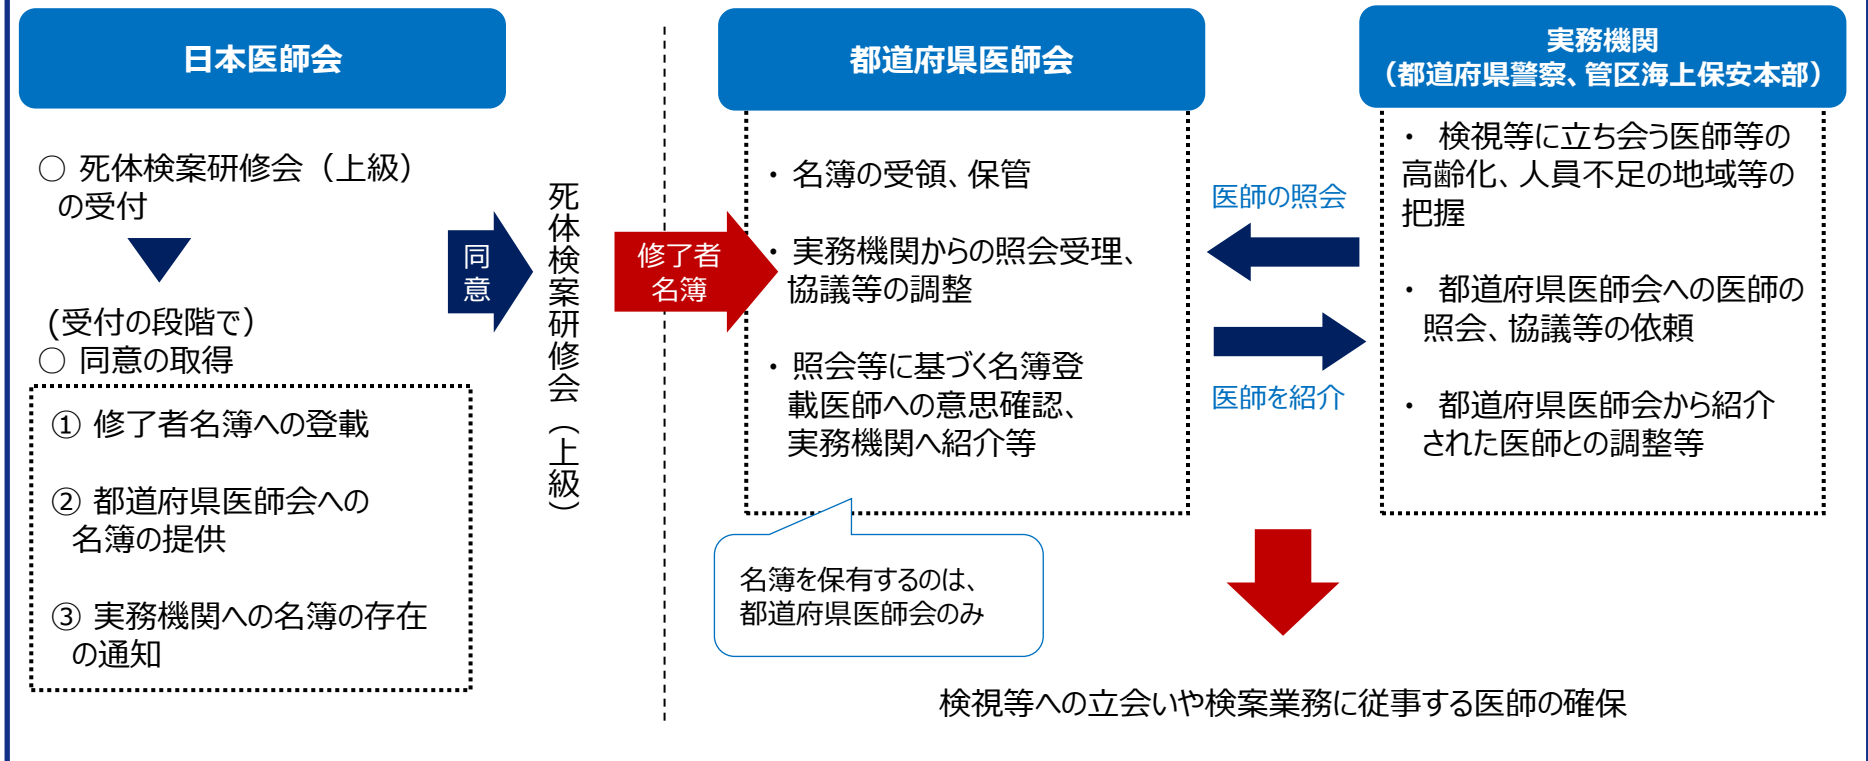 日本医師会
○ 死体検案研修会（上級）
の受付
(受付の段階で）
○ 同意の取得
① 修了者名簿への登載
② 都道府県医師会への
名簿の提供
③ 実務機関への名簿の存在
の通知
同
意
死体検案研修会（上級）
修了者
名簿
都道府県医師会
・ 名簿の受領、保管
・ 実務機関からの照会受理、
協議等の調整
・ 照会等に基づく名簿登
載医師への意思確認、
実務機関へ紹介等
名簿を保有するのは、
都道府県医師会のみ
医師の照会
医師を紹介
実務機関
（都道府県警察、管区海上保安本部）
・ 検視等に立ち会う医師等の
高齢化、人員不足の地域等の
把握
・ 都道府県医師会への医師の
照会、協議等の依頼
・ 都道府県医師会から紹介
された医師との調整等
検視等への立会いや検案業務に従事する医師の確保